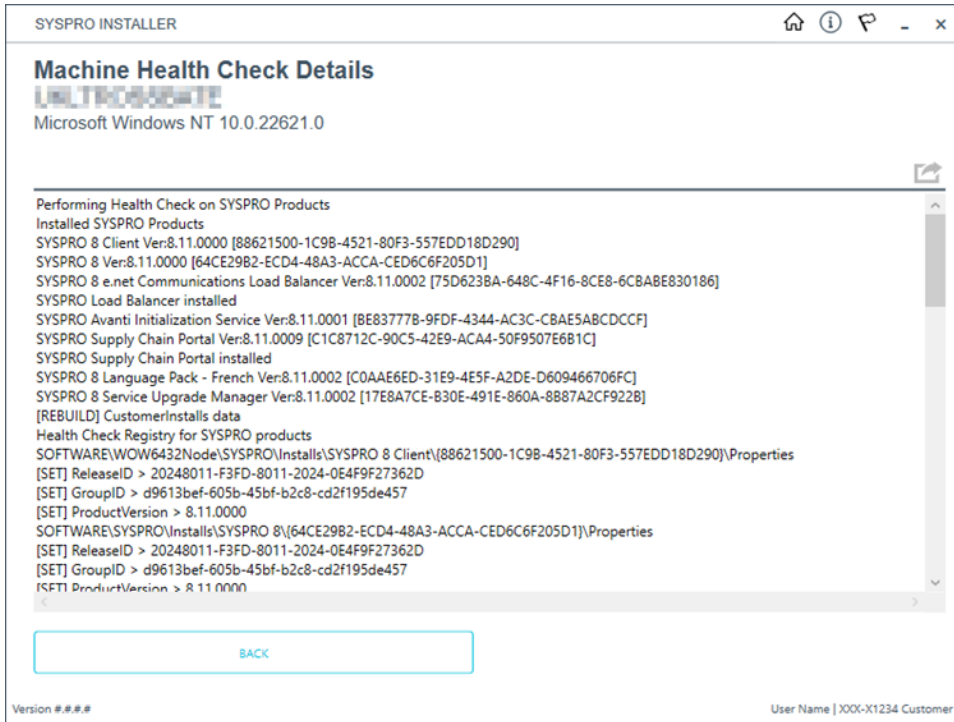 SYSPRO INSTALLER
Machine Health Check Details
Microsoft Windows NT 10.0.22621.0
Performing Health Check on SYSPRO Products
Installed SYSPRO Products
SYSPRO 8 Client Ver:8.11.0000 [88621500-1C9B-4521-80F3-557EDD18D290]
SYSPRO 8 Ver:8.11.0000 [64CE29B2-ECD4-48A3-ACCA-CED6C6F205D1]
SYSPRO 8 e.net Communications Load Balancer Ver:8.11.0002 [75D623BA-648C-4F16-8CE8-6CBABE830186]
SYSPRO Load Balancer installed
SYSPRO Avanti Initialization Service Ver:8.11.0001 [BE83777B-9FDF-4344-AC3C-CBAE5ABCDCCF]
SYSPRO Supply Chain Portal Ver:8.11.0009 [C1C8712C-90C5-42E9-ACA4-50F9507E6B1C]
SYSPRO Supply Chain Portal installed
SYSPRO 8 Language Pack - French Ver:8.11.0002 [C0AAE6ED-31E9-4E5F-A2DE-D609466706FC]
SYSPRO 8 Service Upgrade Manager Ver:8.11.0002 [17E8A7CE-B30E-491E-860A-8B87A2CF922B]
[REBUILD] CustomerInstalls data
Health Check Registry for SYSPRO products
SOFTWARE\WOW6432Node\SYSPRO\Installs\SYSPRO 8 Client\{88621500-1C9B-4521-80F3-557EDD18D290}\Properties
[SET] ReleaseID > 20248011-F3FD-8011-2024-0E4F9F27362D
[SET] GroupID > d9613bef-605b-45bf-b2c8-cd2f195de457
[SET] ProductVersion > 8.11.0000
SOFTWARE\SYSPRO\Installs\SYSPRO 8\{64CE29B2-ECD4-48A3-ACCA-CED6C6F205D1}\Properties
[SET] ReleaseID > 20248011-F3FD-8011-2024-0E4F9F27362D
[SET] GroupID > d9613bef-605b-45bf-b2c8-cd2f195de457
[SET] ProductVersion > 8.11.0000
BACK
Version #.#.#.#
User Name | XXX-X1234 Customer